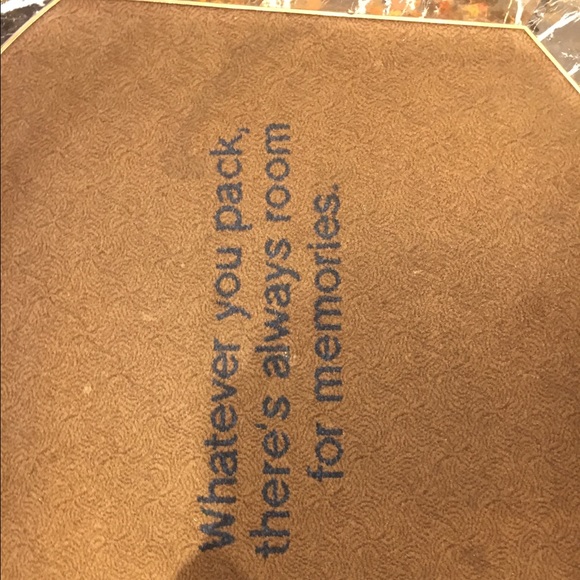 Whatever you pack,
there's always room
for memories.